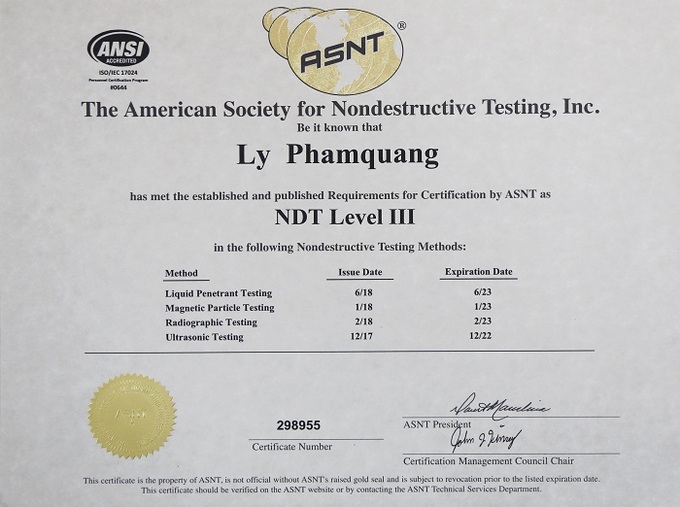 ANSI
ACCREDITED
ISO/IEC 17024
Personnel Certification Program
#0644
ASNT®
The American Society for Nondestructive Testing, Inc.
Be it known that
Ly Phamquang
has met the established and published Requirements for Certification by ASNT as
NDT Level III
in the following Nondestructive Testing Methods:
Method Issue Date Expiration Date
Liquid Penetrant Testing 6/18 6/23
Magnetic Particle Testing 1/18 1/23
Radiographic Testing 2/18 2/23
Ultrasonic Testing 12/17 12/22
ASNT
298955
Certificate Number
ASNT President
Certification Management Council Chair
This certificate is the property of ASNT, is not official without ASNT's raised gold seal and is subject to revocation prior to the listed expiration date.
This certificate should be verified on the ASNT website or by contacting the ASNT Technical Services Department.